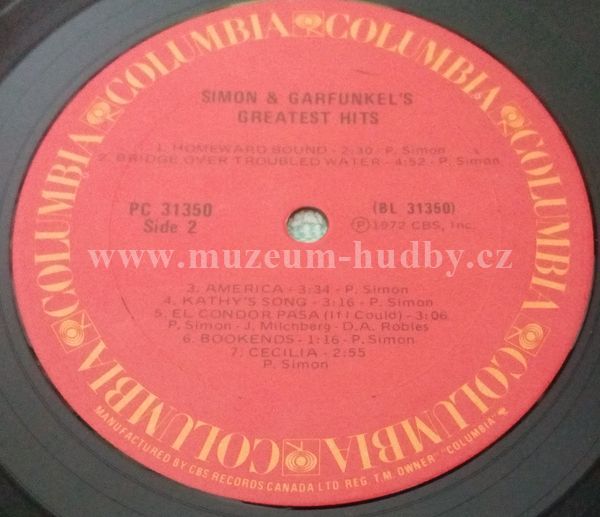 COLUMBIA COLUMBIA COLUMBIA COLUMBIA COLUMBIA COLUMBIA
SIMON & GARFUNKEL'S
GREATEST HITS
1. HOMEWARD BOUND - 2:30 - P. Simon
2. BRIDGE OVER TROUBLED WATER - 4:52 - P. Simon
PC 31350
Side 2
(BL 31350)
℗ 1972 CBS, Inc.
www.muzeum-hudby.cz
3. AMERICA - 3:34 - P. Simon
4. KATHY'S SONG - 3:16 - P. Simon
5. EL CONDOR PASA (If I Could) - 3:06
P. Simon - J. Milchberg - D.A. Robles
6. BOOKENDS - 1:16 - P. Simon
7. CECILIA - 2:55
P. Simon
MANUFACTURED BY CBS RECORDS CANADA LTD REG. T.M. OWNER "COLUMBIA"